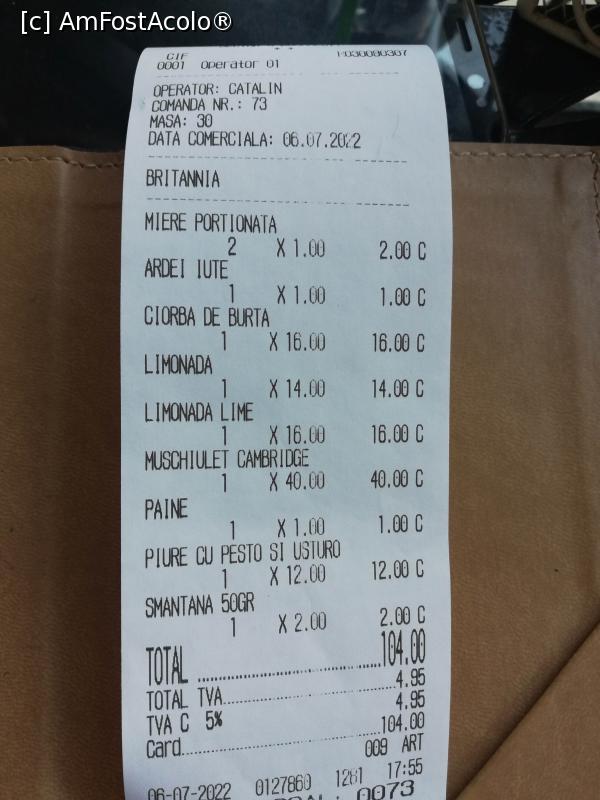 [c] AmFostAcolo®
CIF RO30080307
0001 Operator 01
OPERATOR: CATALIN
COMANDA NR.: 73
MASA: 30
DATA COMERCIALA: 06.07.2022
BRITANNIA
MIERE PORTIONATA
2 X 1.00 2.00 C
ARDEI IUTE
1 X 1.00 1.00 C
CIORBA DE BURTA
1 X 16.00 16.00 C
LIMONADA
1 X 14.00 14.00 C
LIMONADA LIME
1 X 16.00 16.00 C
MUSCHIULET CAMBRIDGE
1 X 40.00 40.00 C
PAINE
1 X 1.00 1.00 C
PIURE CU PESTO SI USTURO
1 X 12.00 12.00 C
SMANTANA 50GR
1 X 2.00 2.00 C
TOTAL 104.00
TOTAL TVA 4.95
TVA C 5% 4.95
Card 104.00
009 ART
06-07-2022 0127860 1281 17:55
0073